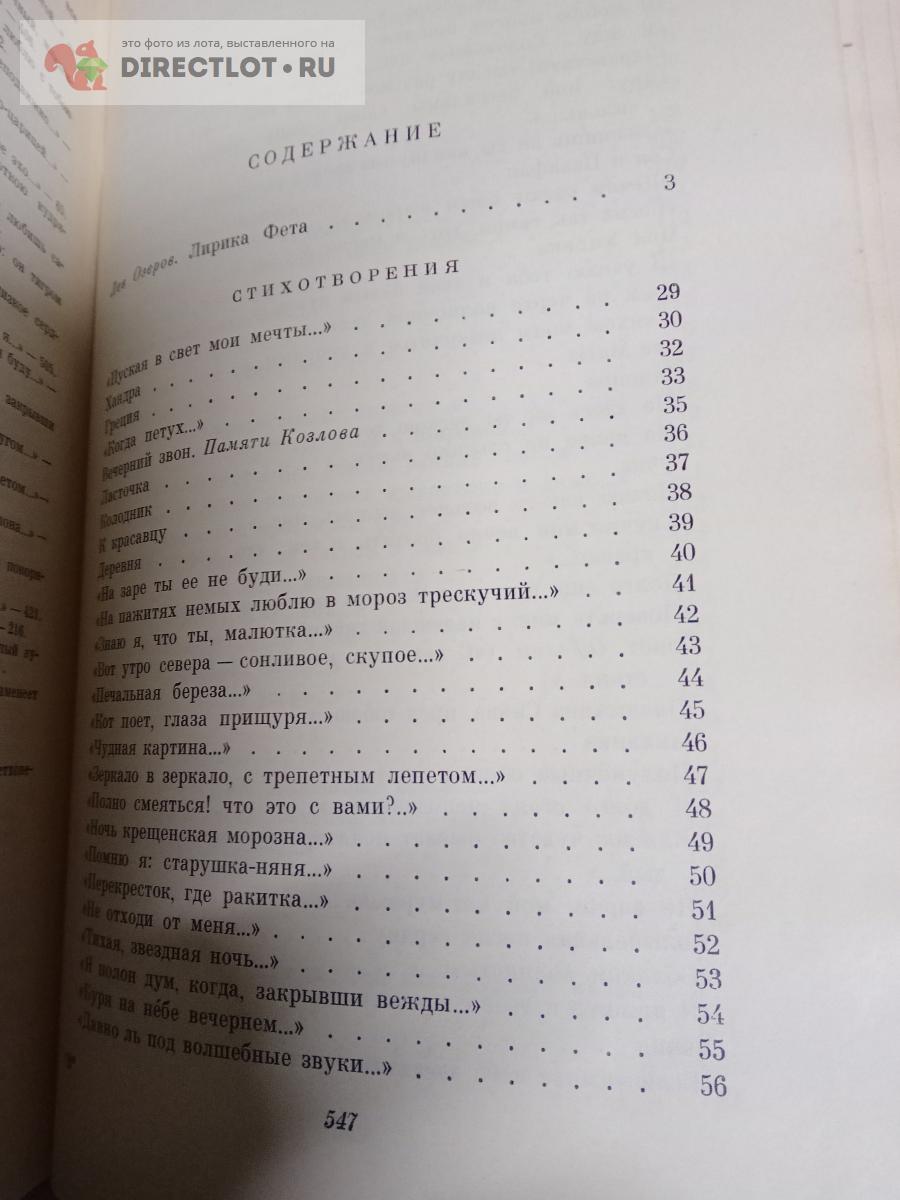 это фото из лота, выставленного на
DIRECTLOT•RU
СОДЕРЖАНИЕ
Лев Озеров. Лирика Фета . . . . . . . . . . . 3
СТИХОТВОРЕНИЯ
«Пускай в свет мои мечты...» . . . . . . . . 29
Хандра . . . . . . . . . . . . . . . 30
Греция . . . . . . . . . . . . . . . 32
«Когда петух...» . . . . . . . . . . . . 33
Вечерний звон. Памяти Козлова . . . . . . . 35
Ласточка . . . . . . . . . . . . . . 36
Колодник . . . . . . . . . . . . . . 37
К красавцу . . . . . . . . . . . . . 38
Деревня . . . . . . . . . . . . . . 39
«На заре ты ее не буди...» . . . . . . . . . 40
«На пажитях немых люблю в мороз трескучий...» . . 41
«Знаю я, что ты, малютка...» . . . . . . . . 42
«Вот утро севера — сонливое, скупое...» . . . . . 43
«Печальная береза...» . . . . . . . . . . . 44
«Кот поет, глаза прищуря...» . . . . . . . . 45
«Чудная картина...» . . . . . . . . . . . 46
«Зеркало в зеркало, с трепетным лепетом...» . . . . 47
«Полно смеяться! что это с вами?..» . . . . . . 48
«Ночь крещенская морозна...» . . . . . . . . 49
«Помню я: старушка-няня...» . . . . . . . . 50
«Перекресток, где ракитка...» . . . . . . . . 51
«Не отходи от меня...» . . . . . . . . . . 52
«Тихая, звездная ночь...» . . . . . . . . . 53
«Я полон дум, когда, закрывши вежды...» . . . . . 54
«Буря на не́бе вечернем...» . . . . . . . . . 55
«Давно ль под волшебные звуки...» . . . . . . . 56
547